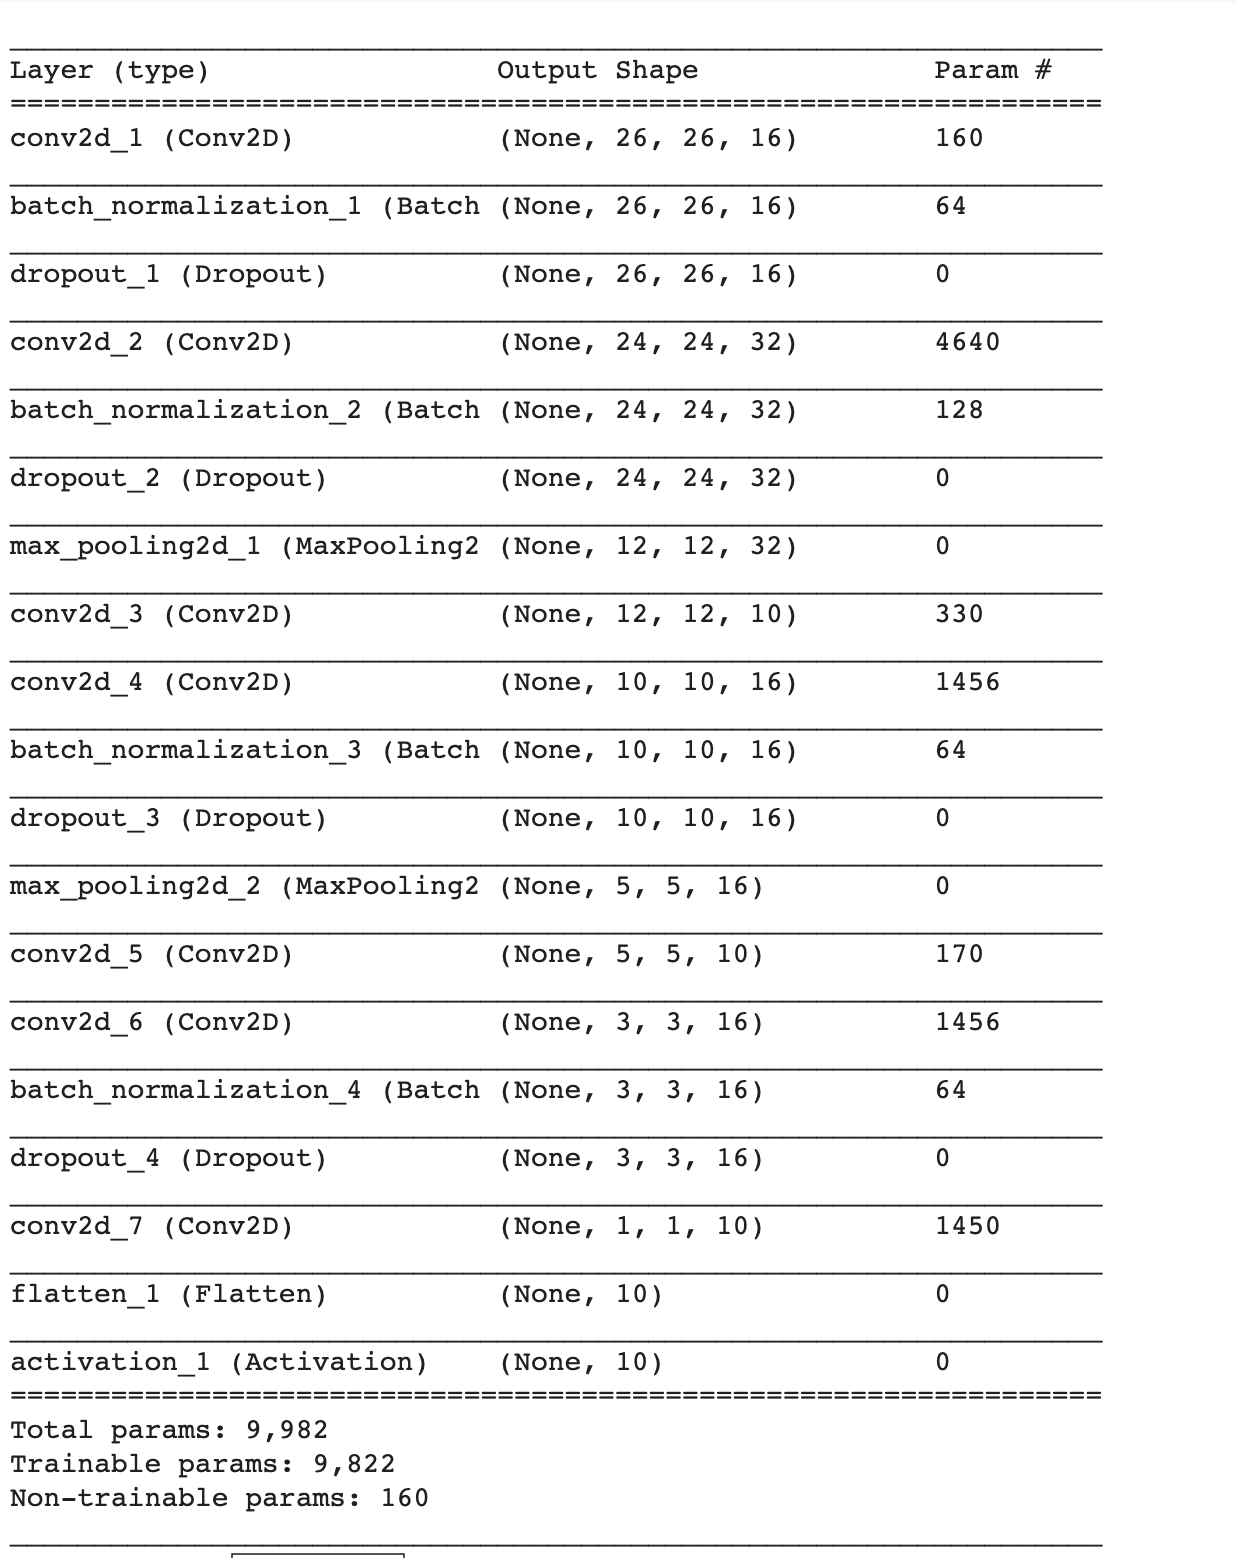 Layer (type) Output Shape Param #
=================================================================
conv2d_1 (Conv2D) (None, 26, 26, 16) 160
batch_normalization_1 (Batch (None, 26, 26, 16) 64
dropout_1 (Dropout) (None, 26, 26, 16) 0
conv2d_2 (Conv2D) (None, 24, 24, 32) 4640
batch_normalization_2 (Batch (None, 24, 24, 32) 128
dropout_2 (Dropout) (None, 24, 24, 32) 0
max_pooling2d_1 (MaxPooling2 (None, 12, 12, 32) 0
conv2d_3 (Conv2D) (None, 12, 12, 10) 330
conv2d_4 (Conv2D) (None, 10, 10, 16) 1456
batch_normalization_3 (Batch (None, 10, 10, 16) 64
dropout_3 (Dropout) (None, 10, 10, 16) 0
max_pooling2d_2 (MaxPooling2 (None, 5, 5, 16) 0
conv2d_5 (Conv2D) (None, 5, 5, 10) 170
conv2d_6 (Conv2D) (None, 3, 3, 16) 1456
batch_normalization_4 (Batch (None, 3, 3, 16) 64
dropout_4 (Dropout) (None, 3, 3, 16) 0
conv2d_7 (Conv2D) (None, 1, 1, 10) 1450
flatten_1 (Flatten) (None, 10) 0
activation_1 (Activation) (None, 10) 0
=================================================================
Total params: 9,982
Trainable params: 9,822
Non-trainable params: 160